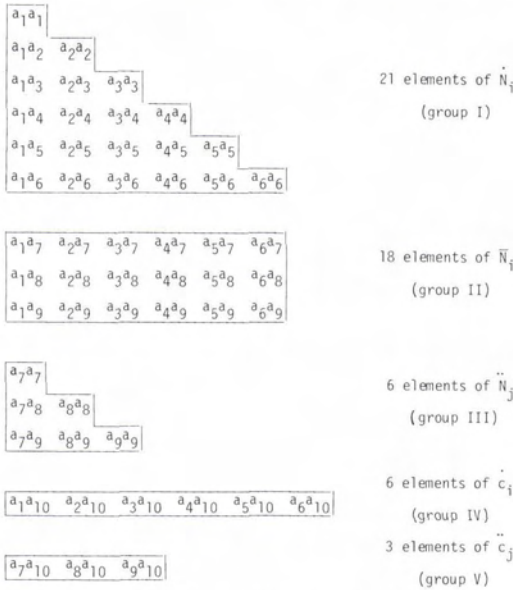 a₁a₁
a₁a₂ a₂a₂
a₁a₃ a₂a₃ a₃a₃
a₁a₄ a₂a₄ a₃a₄ a₄a₄
a₁a₅ a₂a₅ a₃a₅ a₄a₅ a₅a₅
a₁a₆ a₂a₆ a₃a₆ a₄a₆ a₅a₆ a₆a₆
21 elements of Ṅᵢ
(group I)
a₁a₇ a₂a₇ a₃a₇ a₄a₇ a₅a₇ a₆a₇
a₁a₈ a₂a₈ a₃a₈ a₄a₈ a₅a₈ a₆a₈
a₁a₉ a₂a₉ a₃a₉ a₄a₉ a₅a₉ a₆a₉
18 elements of N̄ᵢ
(group II)
a₇a₇
a₇a₈ a₈a₈
a₇a₉ a₈a₉ a₉a₉
6 elements of N̈ⱼ
(group III)
a₁a₁₀ a₂a₁₀ a₃a₁₀ a₄a₁₀ a₅a₁₀ a₆a₁₀
6 elements of ċᵢ
(group IV)
a₇a₁₀ a₈a₁₀ a₉a₁₀
3 elements of c̈ⱼ
(group V)